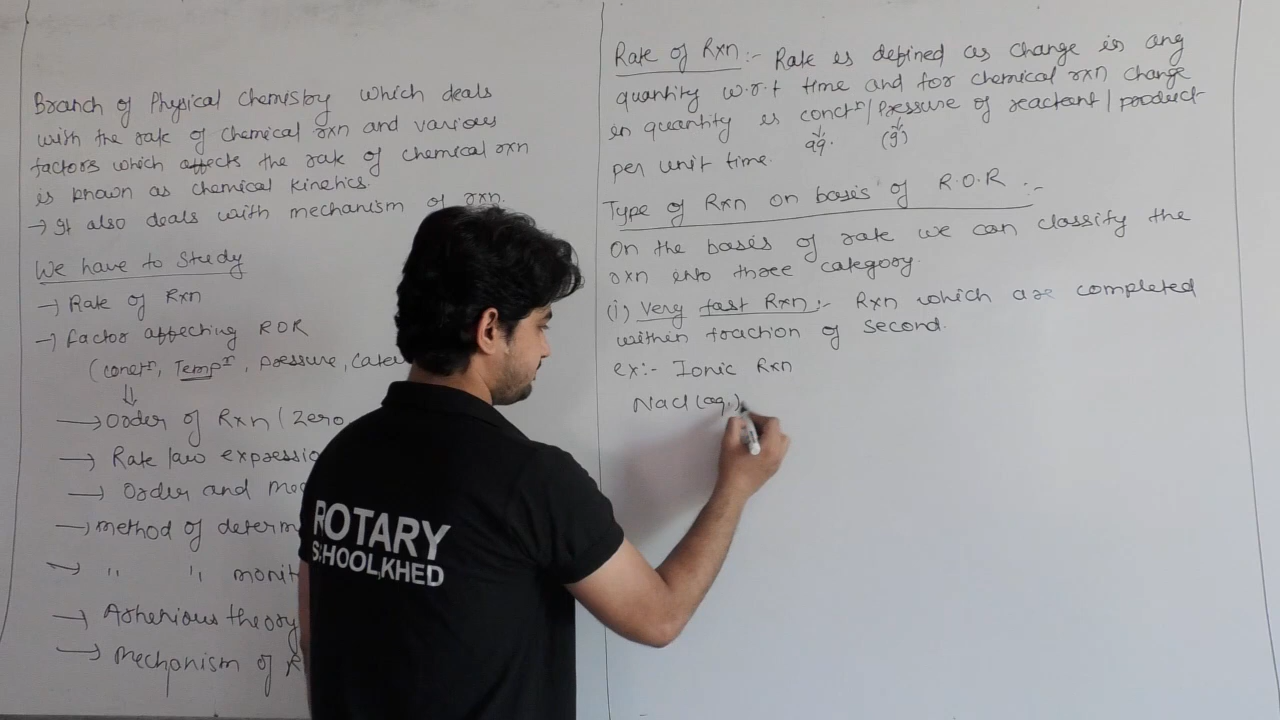 Branch of Physical Chemistry which deals
with the rate of chemical rxn and various
factors which affects the rate of chemical rxn
is known as chemical kinetics.
→ It also deals with mechanism of rxn.
We have to Study
→ Rate of Rxn
→ Factor affecting ROR
(concⁿ, Tempʳ, pressure, Catal
⇓
→ Order of Rxn (Zero
→ Rate law expressio
→ Order and
→ method of determ
→ " " monit
→ Arhenious theory
→ Mechanism of R
ROTARY
SCHOOL,KHED
Rate of Rxn :- Rate is defined as change in any
quantity w.r.t time and for chemical rxn change
in quantity is concⁿ/pressure of reactant / product
aq. (g)
per unit time.
Type of Rxn on basis of R.O.R :-
On the basis of rate we can classify the
rxn into three category.
(i) Very fast Rxn :- Rxn which are completed
within fraction of second.
ex:- Ionic Rxn
NaCl (aq.)